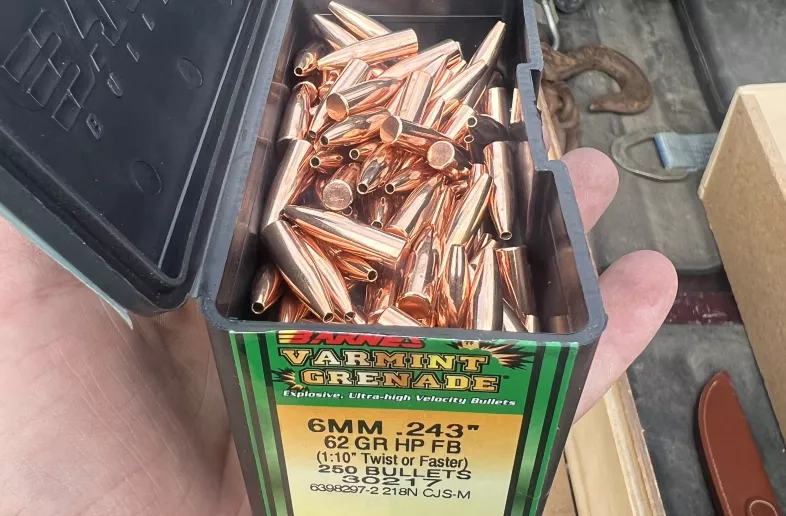 BARNES
VARMINT
GRENADE®
Explosive, Ultra-high Velocity Bullets
6MM .243"
62 GR HP FB
(1:10" Twist or Faster)
250 BULLETS
30217
6398297-2 218N CJS-M